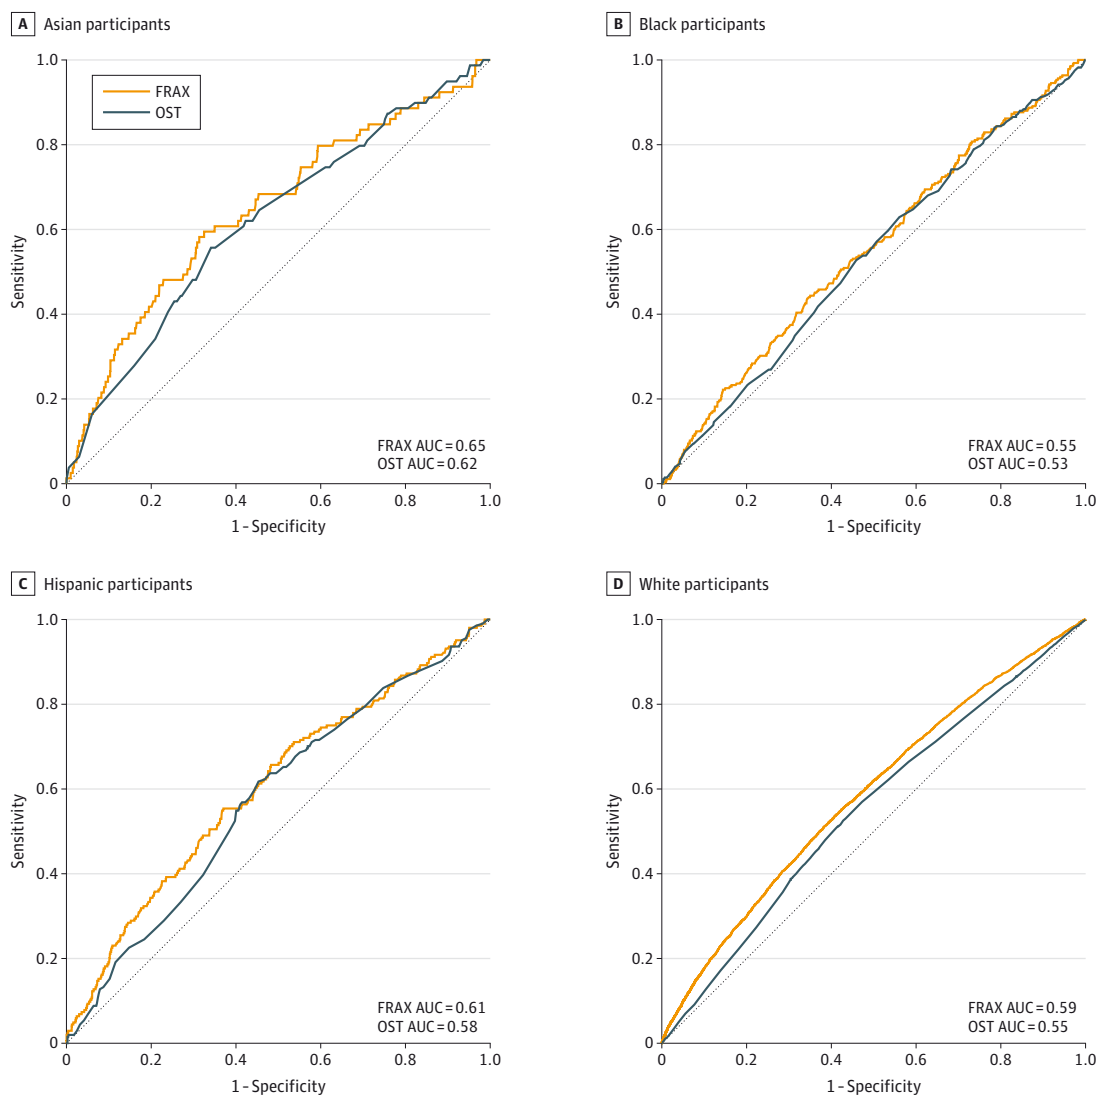 A Asian participants
1.0
0.8
0.6
0.4
0.2
0
Sensitivity
FRAX
OST
FRAX AUC = 0.65
OST AUC = 0.62
0 0.2 0.4 0.6 0.8 1.0
1 - Specificity
B Black participants
1.0
0.8
0.6
0.4
0.2
0
Sensitivity
FRAX AUC = 0.55
OST AUC = 0.53
0 0.2 0.4 0.6 0.8 1.0
1 - Specificity
C Hispanic participants
1.0
0.8
0.6
0.4
0.2
0
Sensitivity
FRAX AUC = 0.61
OST AUC = 0.58
0 0.2 0.4 0.6 0.8 1.0
1 - Specificity
D White participants
1.0
0.8
0.6
0.4
0.2
0
Sensitivity
FRAX AUC = 0.59
OST AUC = 0.55
0 0.2 0.4 0.6 0.8 1.0
1 - Specificity